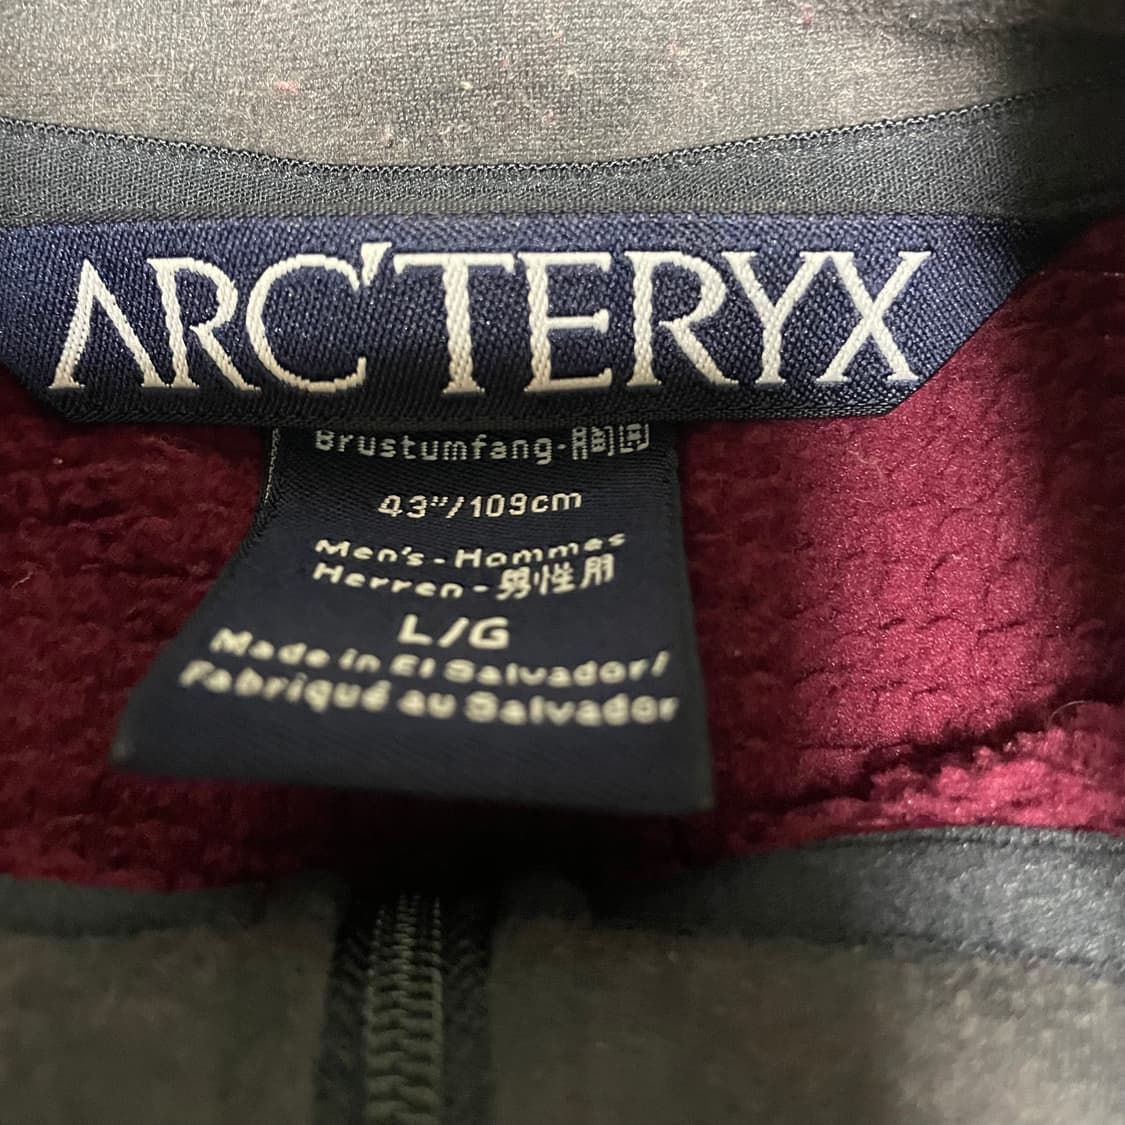 ARC'TERYX
Brustumfang-胸囲
43"/109cm
Men's-Hommes
Herren-男性用
L/G
Made in El Salvador/
Fabriqué au Salvador